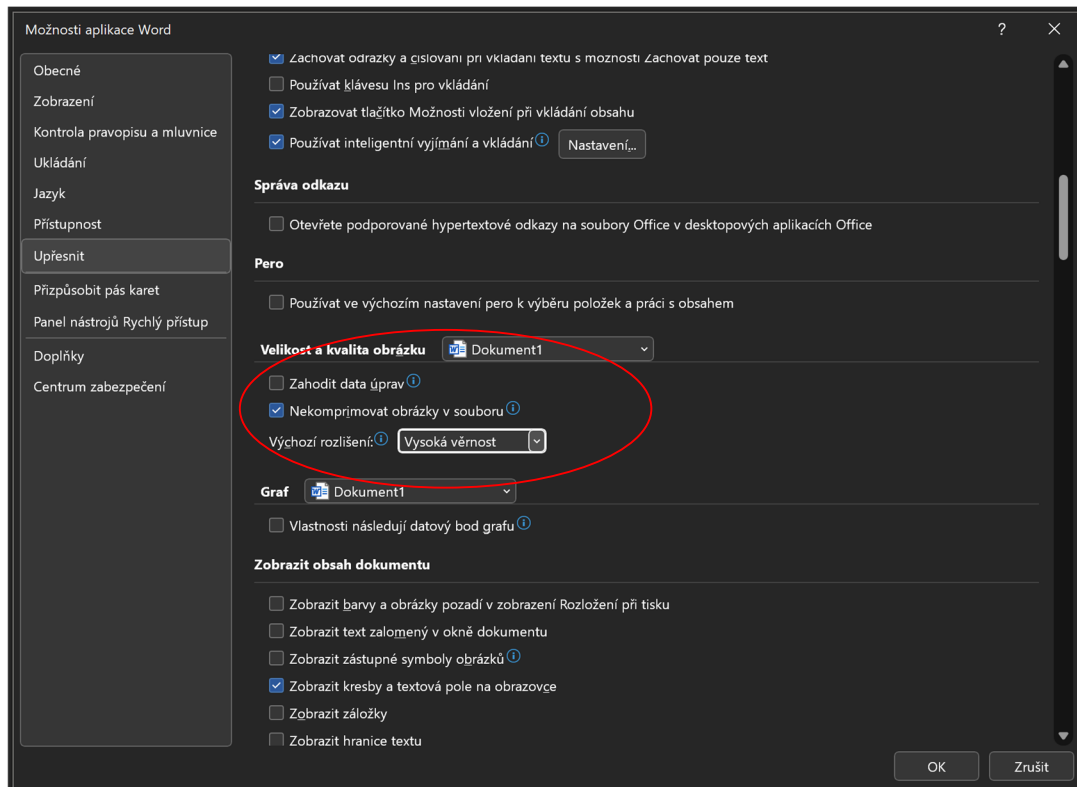 Možnosti aplikace Word
Obecné
Zobrazení
Kontrola pravopisu a mluvnice
Ukládání
Jazyk
Přístupnost
Upřesnit
Přizpůsobit pás karet
Panel nástrojů Rychlý přístup
Doplňky
Centrum zabezpečení
Zachovat odrážky a číslování při vkládání textu s možností Zachovat pouze text
Používat klávesu Ins pro vkládání
Zobrazovat tlačítko Možnosti vložení při vkládání obsahu
Používat inteligentní vyjímání a vkládání Nastavení...
Správa odkazu
Otevřete podporované hypertextové odkazy na soubory Office v desktopových aplikacích Office
Pero
Používat ve výchozím nastavení pero k výběru položek a práci s obsahem
Velikost a kvalita obrázku Dokument1
Zahodit data úprav
Nekomprimovat obrázky v souboru
Výchozí rozlišení: Vysoká věrnost
Graf Dokument1
Vlastnosti následují datový bod grafu
Zobrazit obsah dokumentu
Zobrazit barvy a obrázky pozadí v zobrazení Rozložení při tisku
Zobrazit text zalomený v okně dokumentu
Zobrazit zástupné symboly obrázků
Zobrazit kresby a textová pole na obrazovce
Zobrazit záložky
Zobrazit hranice textu
OK Zrušit